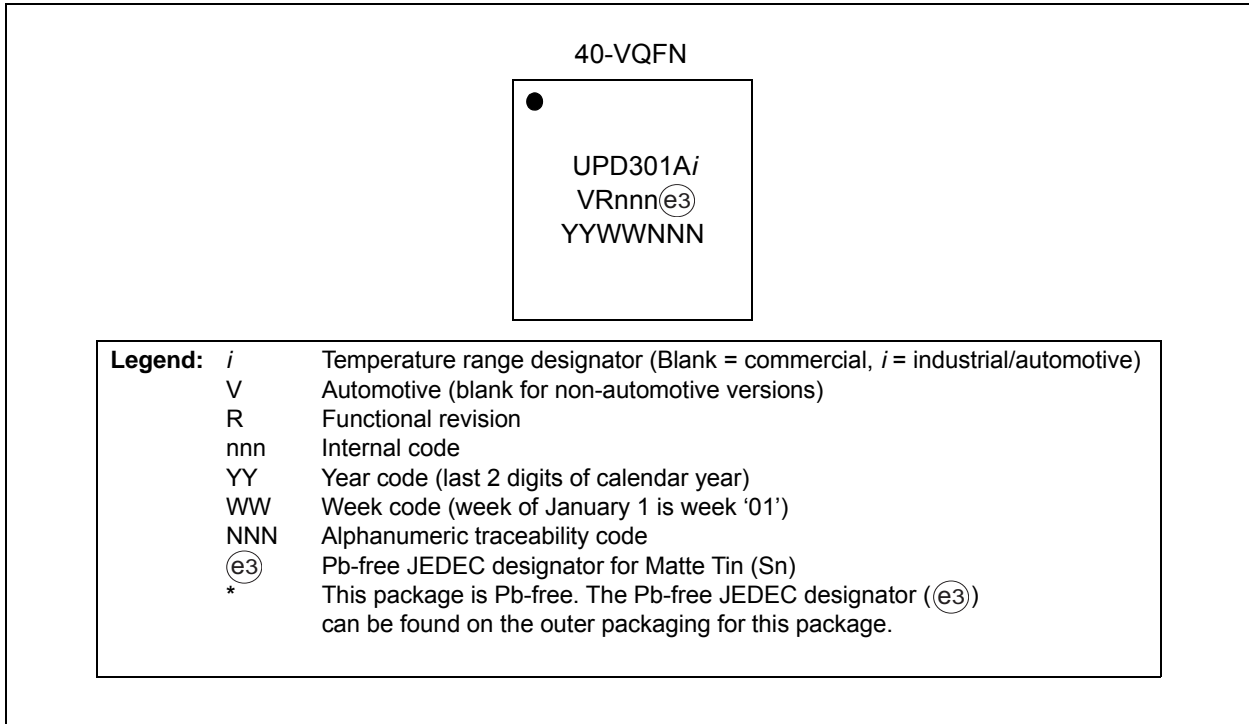 40-VQFN
UPD301Ai
VRnnn(e3)
YYWWNNN
Legend: i Temperature range designator (Blank = commercial, i = industrial/automotive)
V Automotive (blank for non-automotive versions)
R Functional revision
nnn Internal code
YY Year code (last 2 digits of calendar year)
WW Week code (week of January 1 is week ‘01’)
NNN Alphanumeric traceability code
(e3) Pb-free JEDEC designator for Matte Tin (Sn)
* This package is Pb-free. The Pb-free JEDEC designator ((e3))
can be found on the outer packaging for this package.